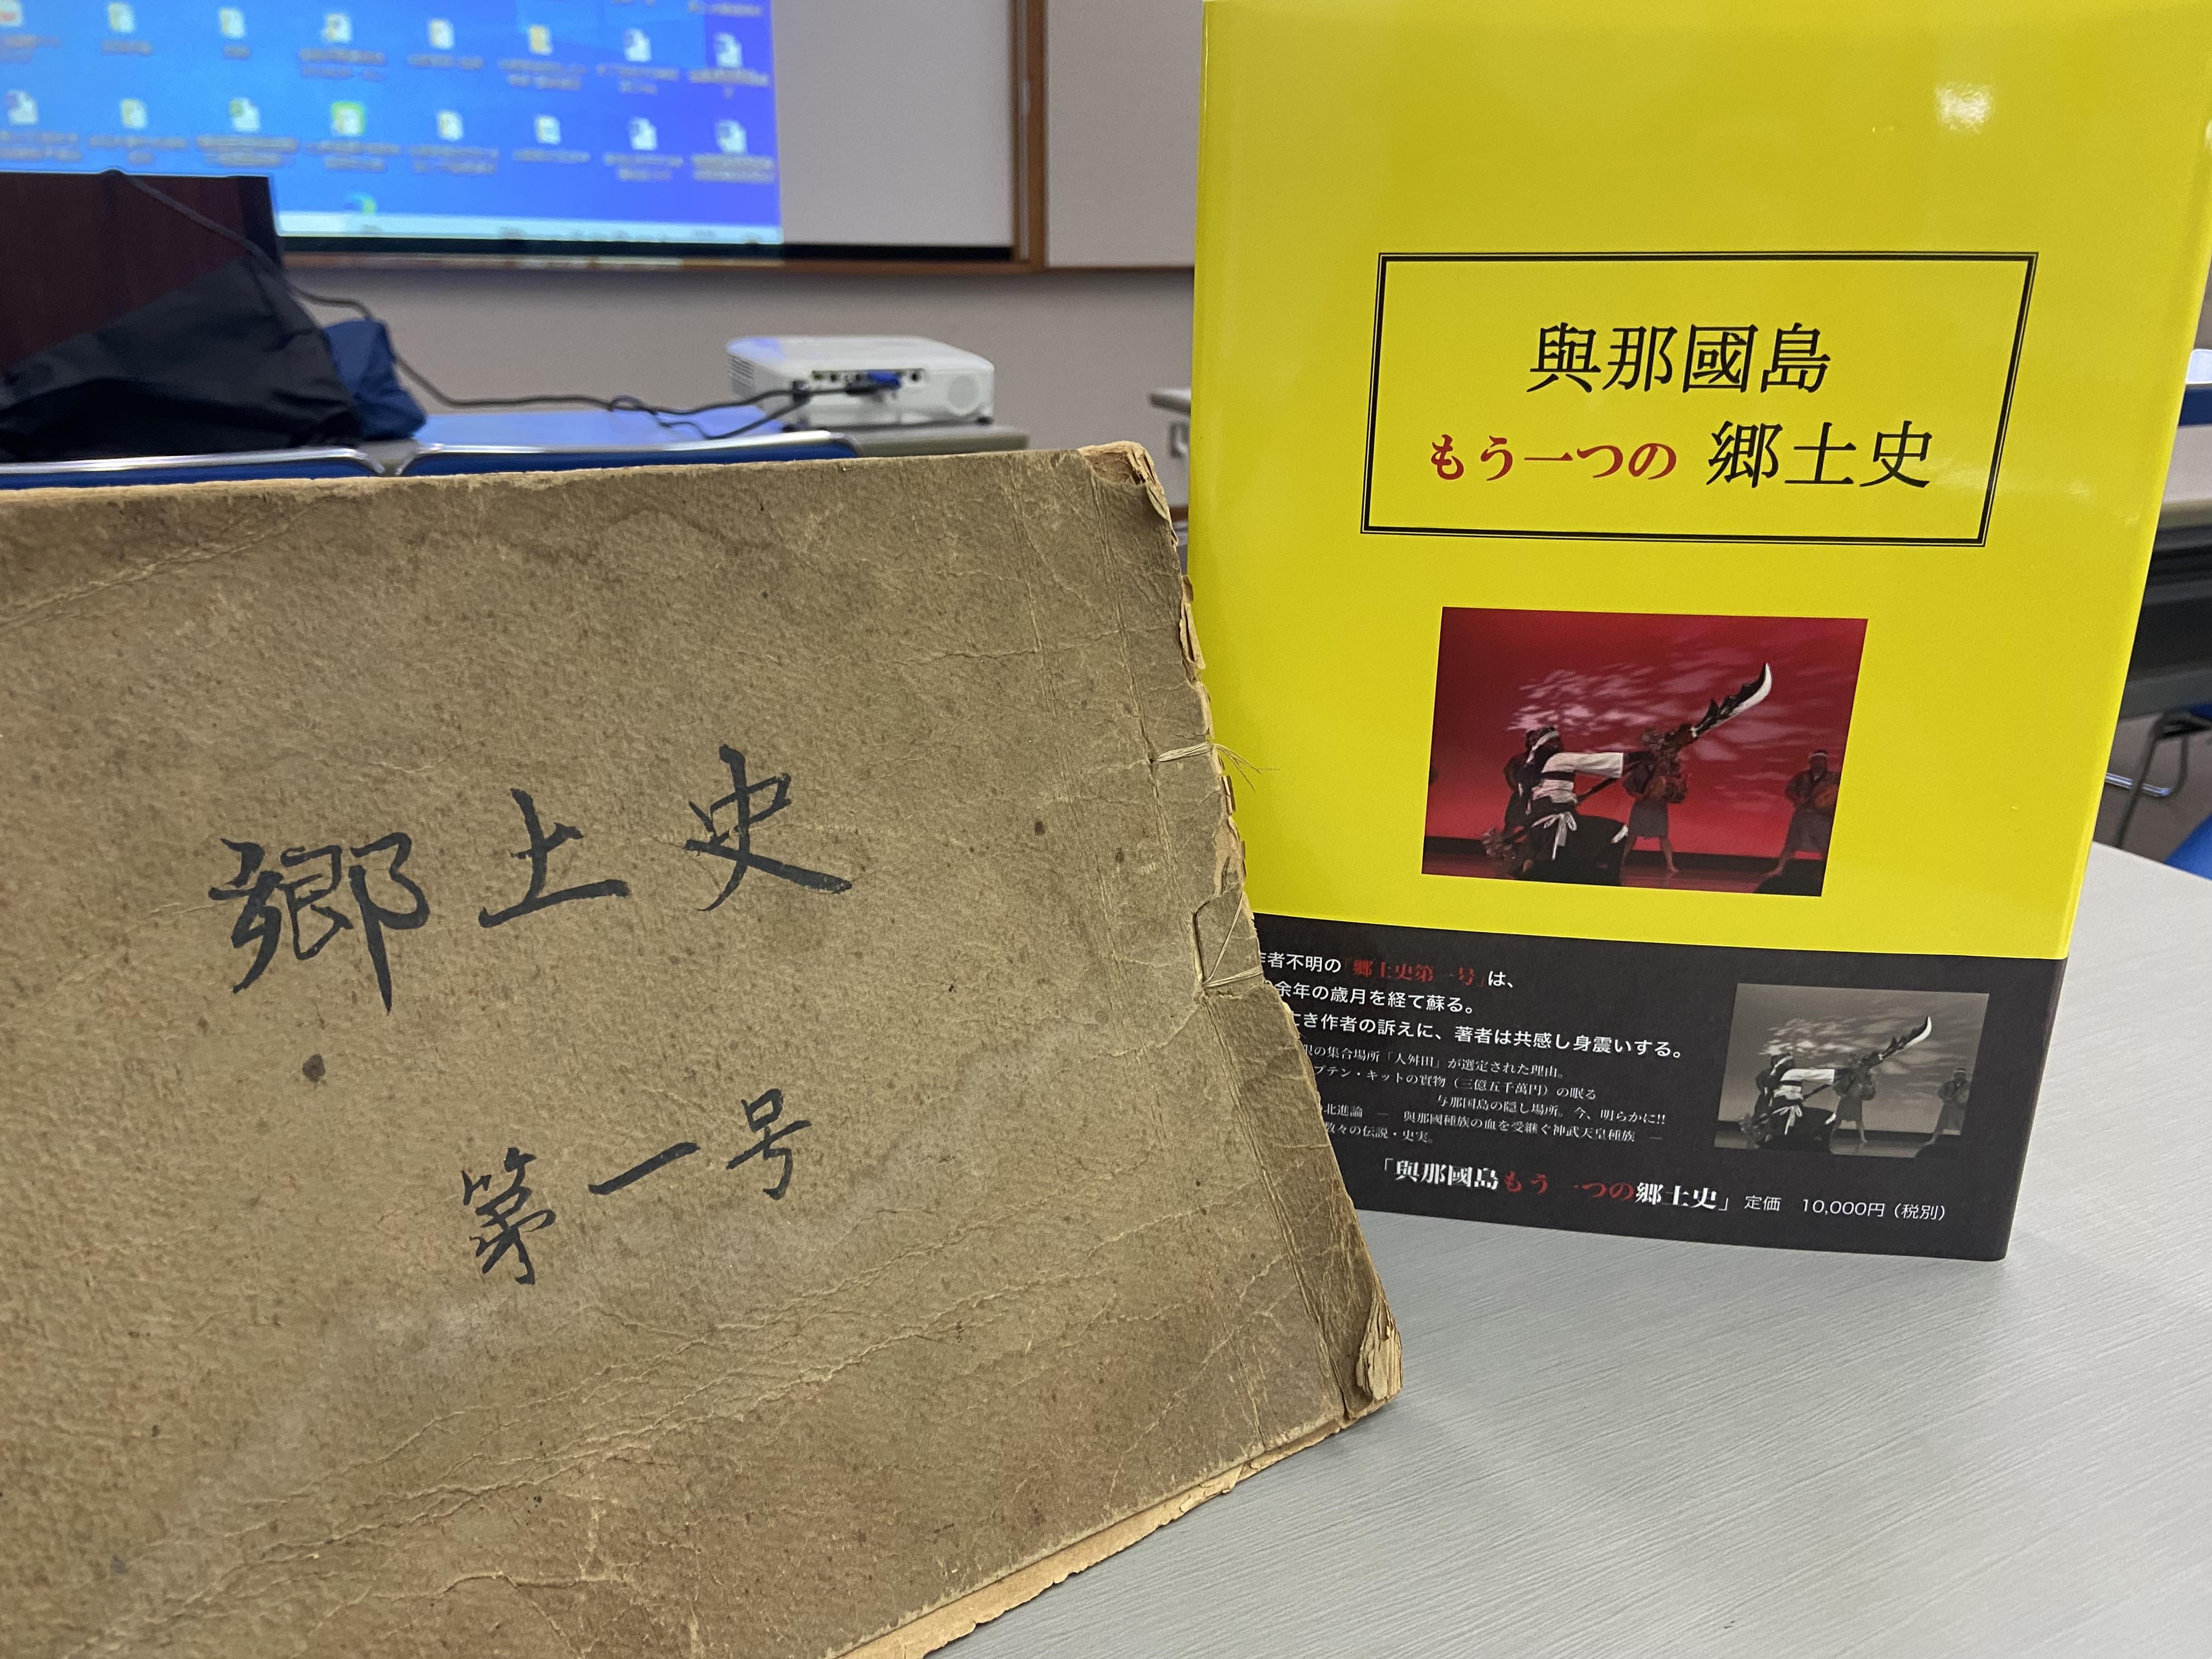 郷土史
第一号
與那國島
もう一つの 郷土史
者不明の「郷土史第一号」は、
余年の歳月を経て蘇る。
き作者の訴えに、著者は共感し身震いする。
の集合場所「人舛田」が選定された理由。
プテン・キットの寳物（三億五千萬円）の眠る
与那国島の隠し場所。今、明らかに!!
北進論 ― 與那國種族の血を受継ぐ神武天皇種族 ―
数々の伝説・史実。
「與那國島もう一つの郷土史」 定価 10,000円（税別）